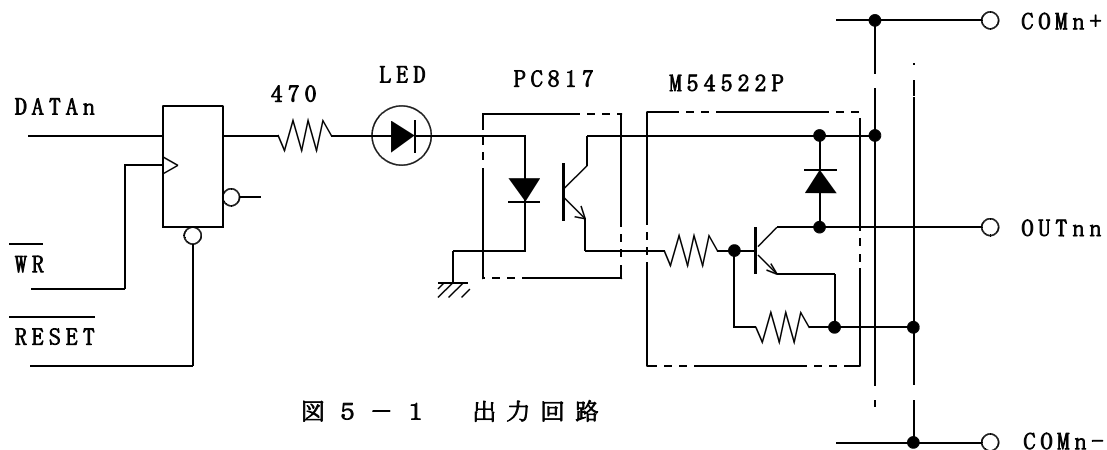 COMn+
LED
PC817
M54522P
470
DATAn
OUTnn
WR
RESET
図5-1 出力回路
COMn-